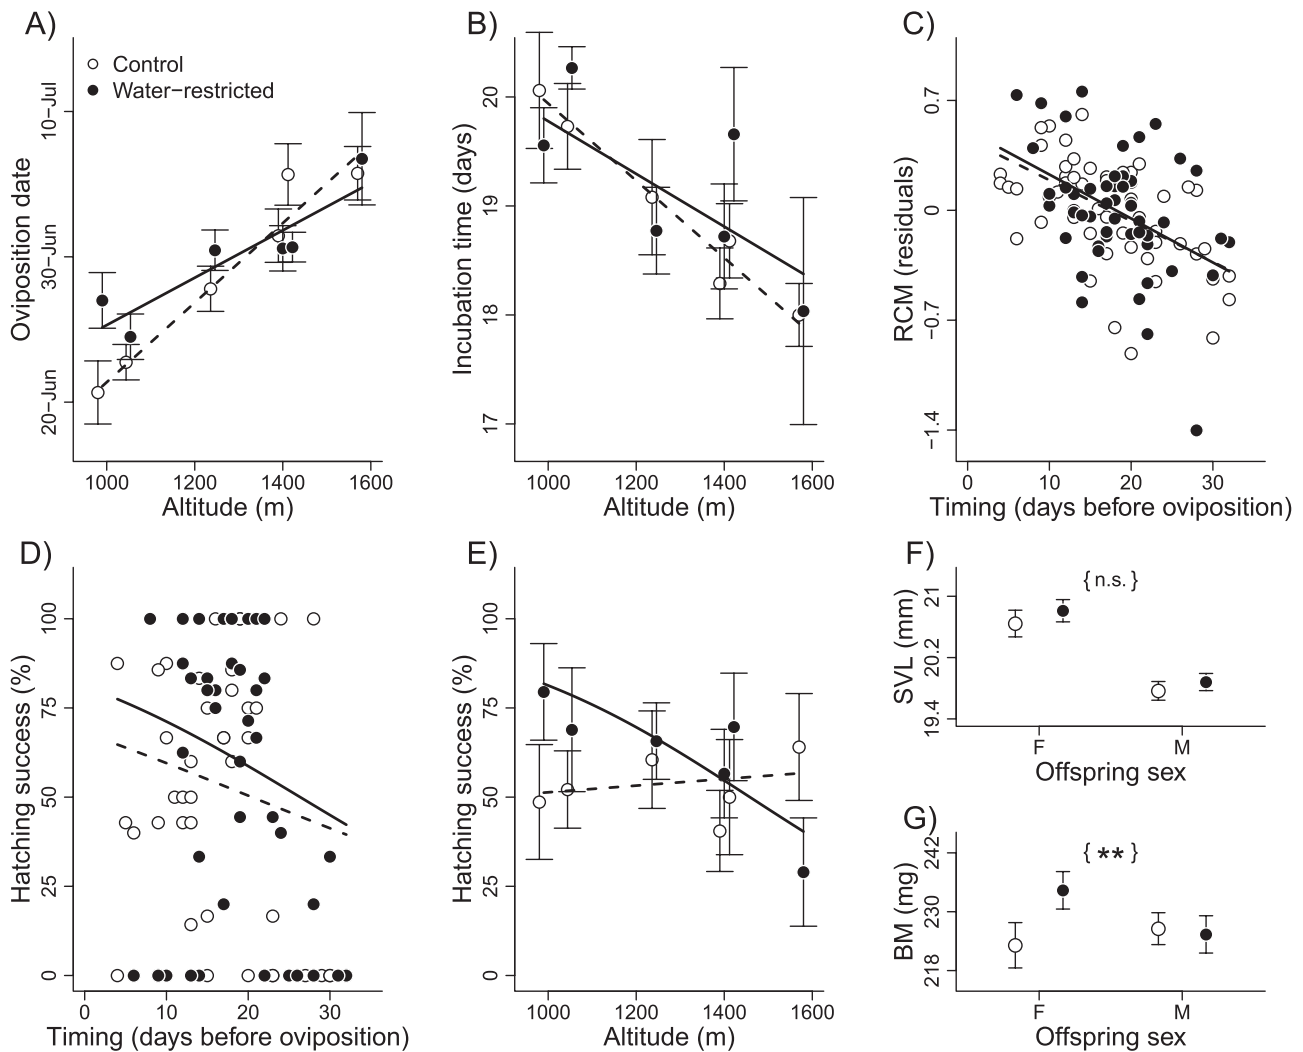 A)
Control
Water−restricted
Oviposition date
20−Jun
30−Jun
10−Jul
1000 1200 1400 1600
Altitude (m)
B)
Incubation time (days)
17 18 19 20
1000 1200 1400 1600
Altitude (m)
C)
RCM (residuals)
−1.4 −0.7 0 0.7
0 10 20 30
Timing (days before oviposition)
D)
Hatching success (%)
0 25 50 75 100
0 10 20 30
Timing (days before oviposition)
E)
Hatching success (%)
0 25 50 75 100
1000 1200 1400 1600
Altitude (m)
F)
{ n.s. }
SVL (mm)
19.4 20.2 21
F M
Offspring sex
G)
{ ** }
BM (mg)
218 230 242
F M
Offspring sex